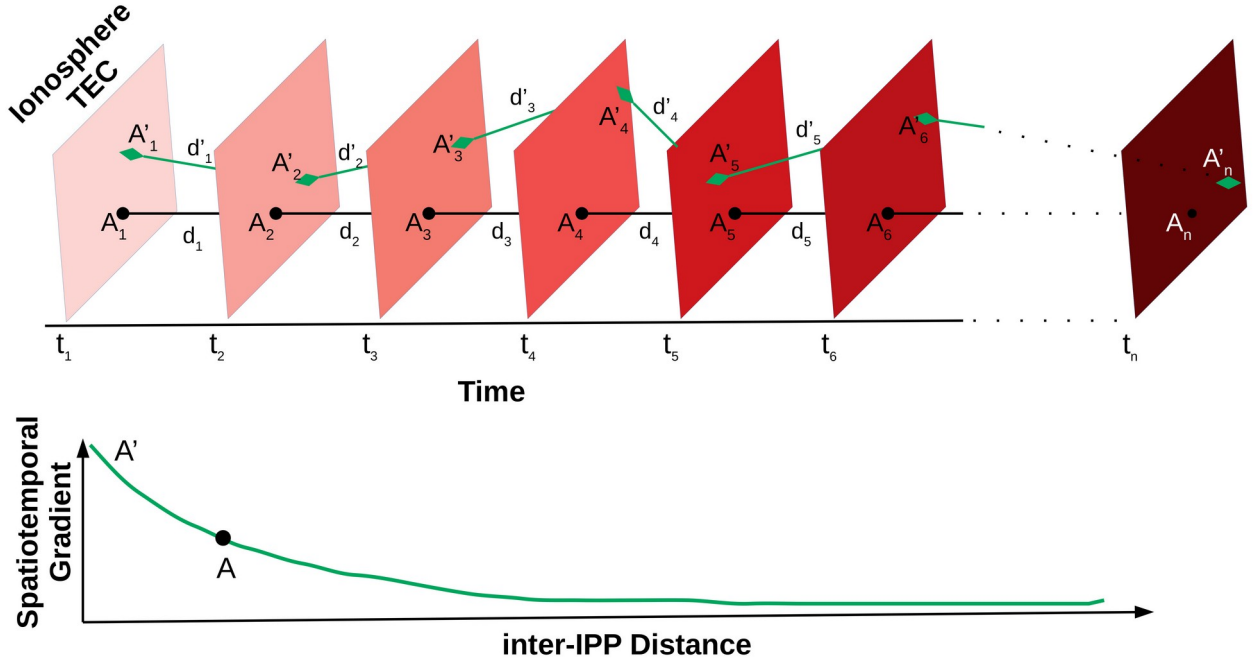 Ionosphere
TEC
A'1 d'1 A'2 d'2 A'3 d'3 A'4 d'4 A'5 d'5 A'6 A'n
A1 d1 A2 d2 A3 d3 A4 d4 A5 d5 A6 An
t1 t2 t3 t4 t5 t6 tn
Time
Spatiotemporal
Gradient
A’
A
inter-IPP Distance